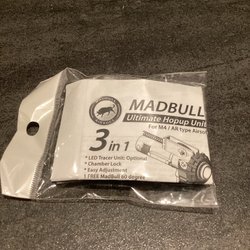 MADBULL
Ultimate Hopup Unit
For M4 / AR type Airsoft
3 in 1
* LED Tracer Unit: Optional
* Chamber Lock
* Easy Adjustment
* FREE MadBull 60 degree